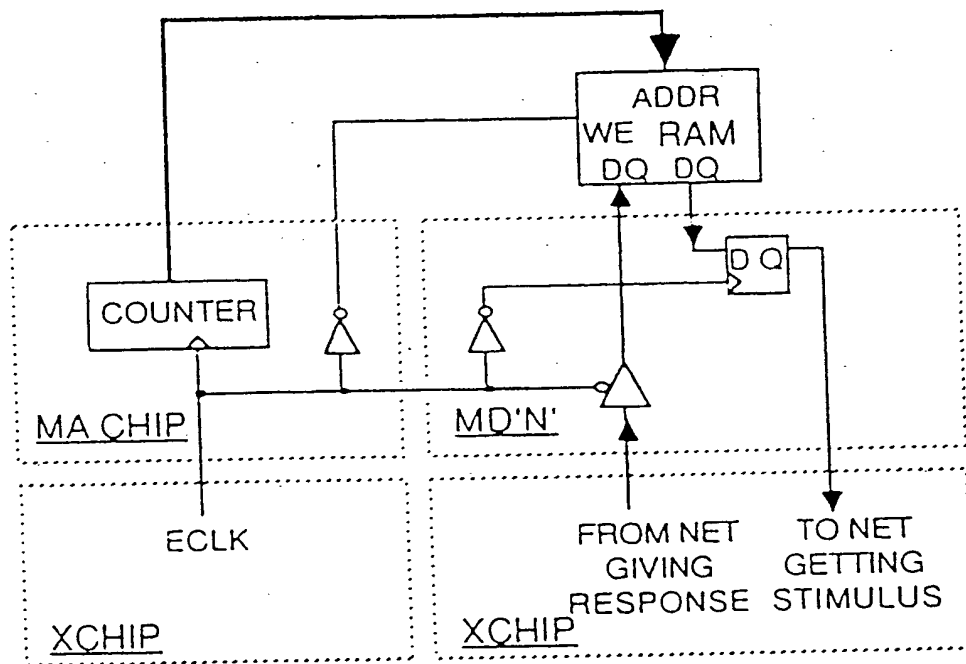 ADDR
WE RAM
DQ DQ
D Q
COUNTER
MA CHIP
MD'N'
ECLK
FROM NET
GIVING
RESPONSE
TO NET
GETTING
STIMULUS
XCHIP
XCHIP